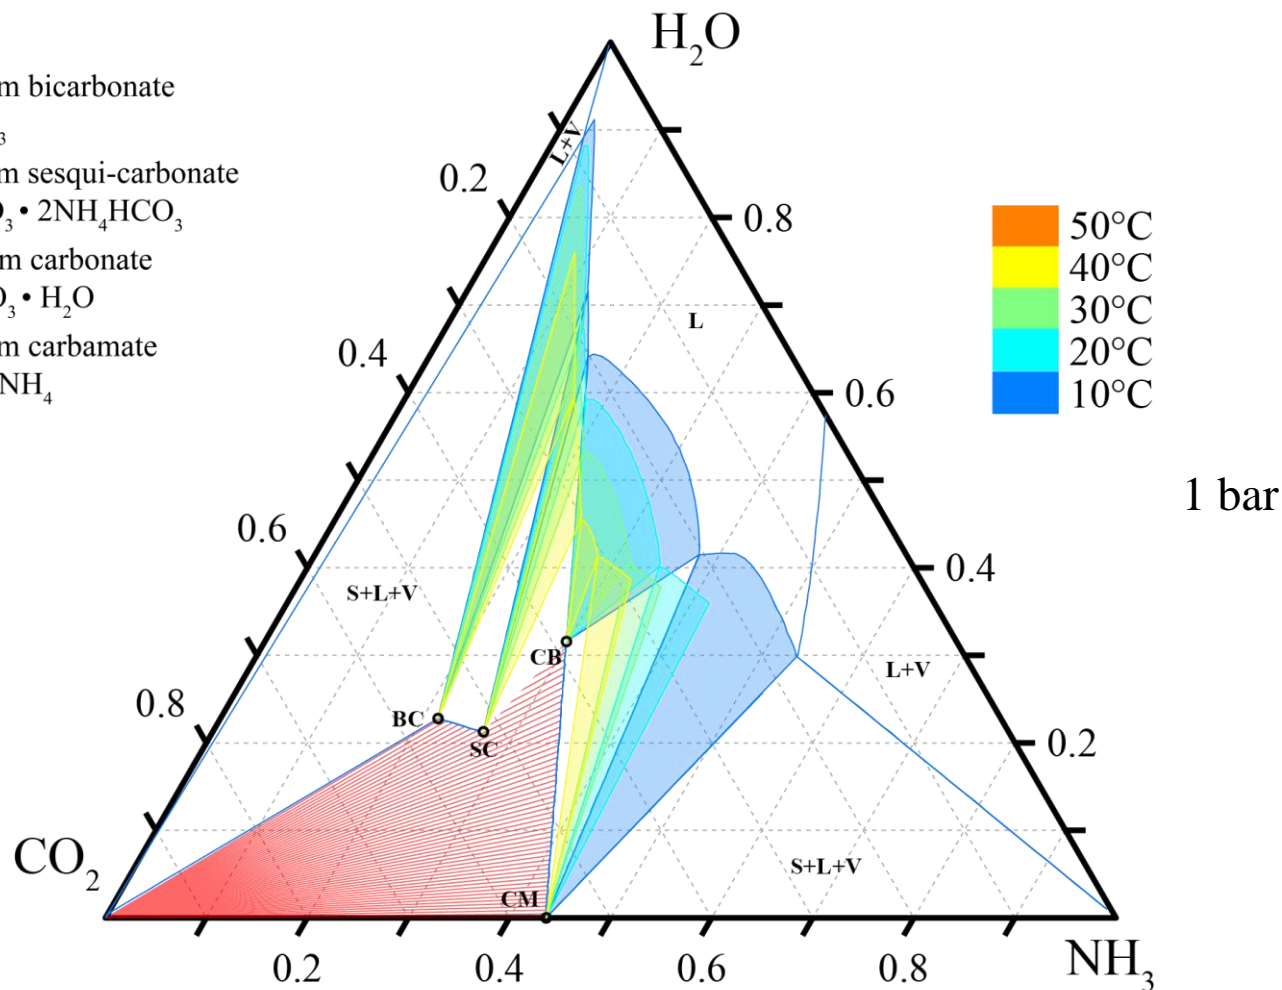 H₂O
m bicarbonate
3
m sesqui-carbonate
O₃ • 2NH₄HCO₃
m carbonate
O₃ • H₂O
m carbamate
NH₄
L+V
0.2
0.8
L
0.4
0.6
0.6
S+L+V
0.4
CB
L+V
0.8
BC
SC
0.2
CO₂
CM
S+L+V
NH₃
0.2
0.4
0.6
0.8
50°C
40°C
30°C
20°C
10°C
1 bar